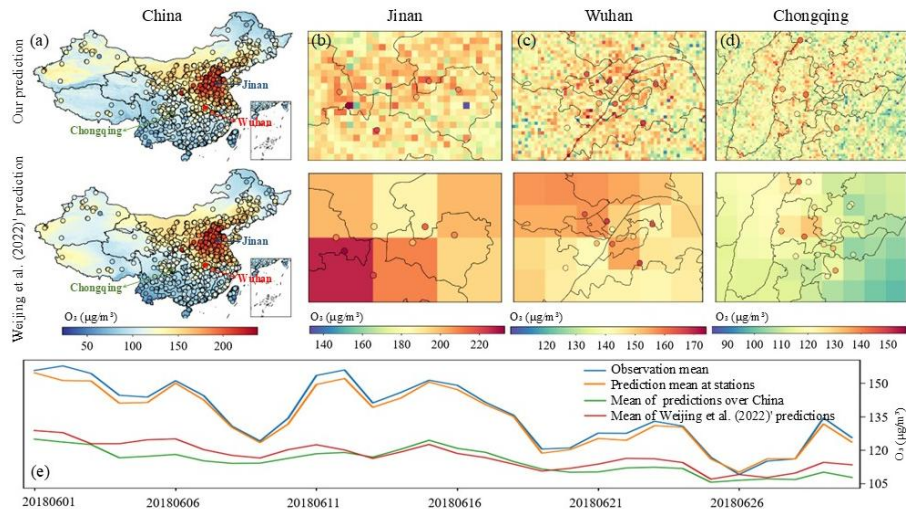 China Jinan Wuhan Chongqing
Our prediction
(a) (b) (c) (d)
Jinan
Chongqing
Wuhan
Weijing et al. (2022)' prediction
Jinan
Chongqing
Wuhan
O₃ (μg/m³) O₃ (μg/m³) O₃ (μg/m³) O₃ (μg/m³)
50 100 150 200 140 160 180 200 220 120 130 140 150 160 170 90 100 110 120 130 140 150
Observation mean
Prediction mean at stations
Mean of predictions over China
Mean of Weijing et al. (2022)' predictions
150
135
120
105
O₃ (μg/m³)
(e)
20180601 20180606 20180611 20180616 20180621 20180626